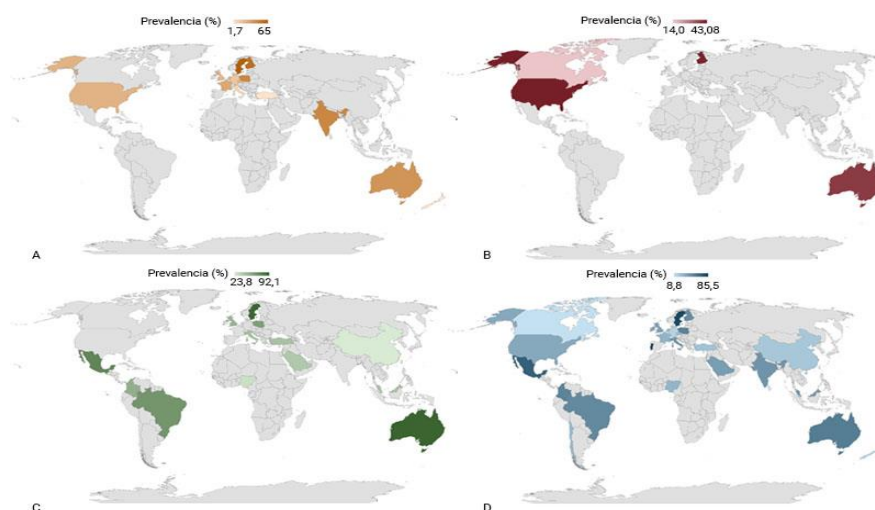 Prevalencia (%)
1,7 65
A
Prevalencia (%)
14,0 43,08
B
Prevalencia (%)
23,8 92,1
C
Prevalencia (%)
8,8 85,5
D